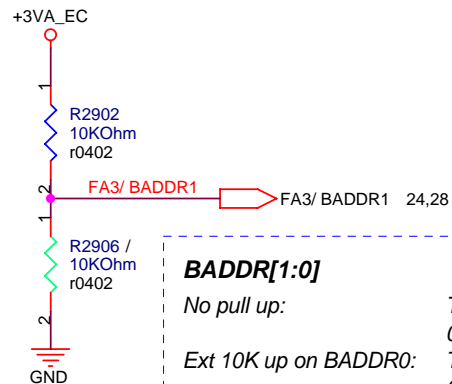 +3VA_EC
1
R2902
10KOhm
r0402
2
FA3/ BADDR1
FA3/ BADDR1 24,28
1
R2906 /
10KOhm
r0402
2
GND
BADDR[1:0]
No pull up:
Ext 10K up on BADDR0: